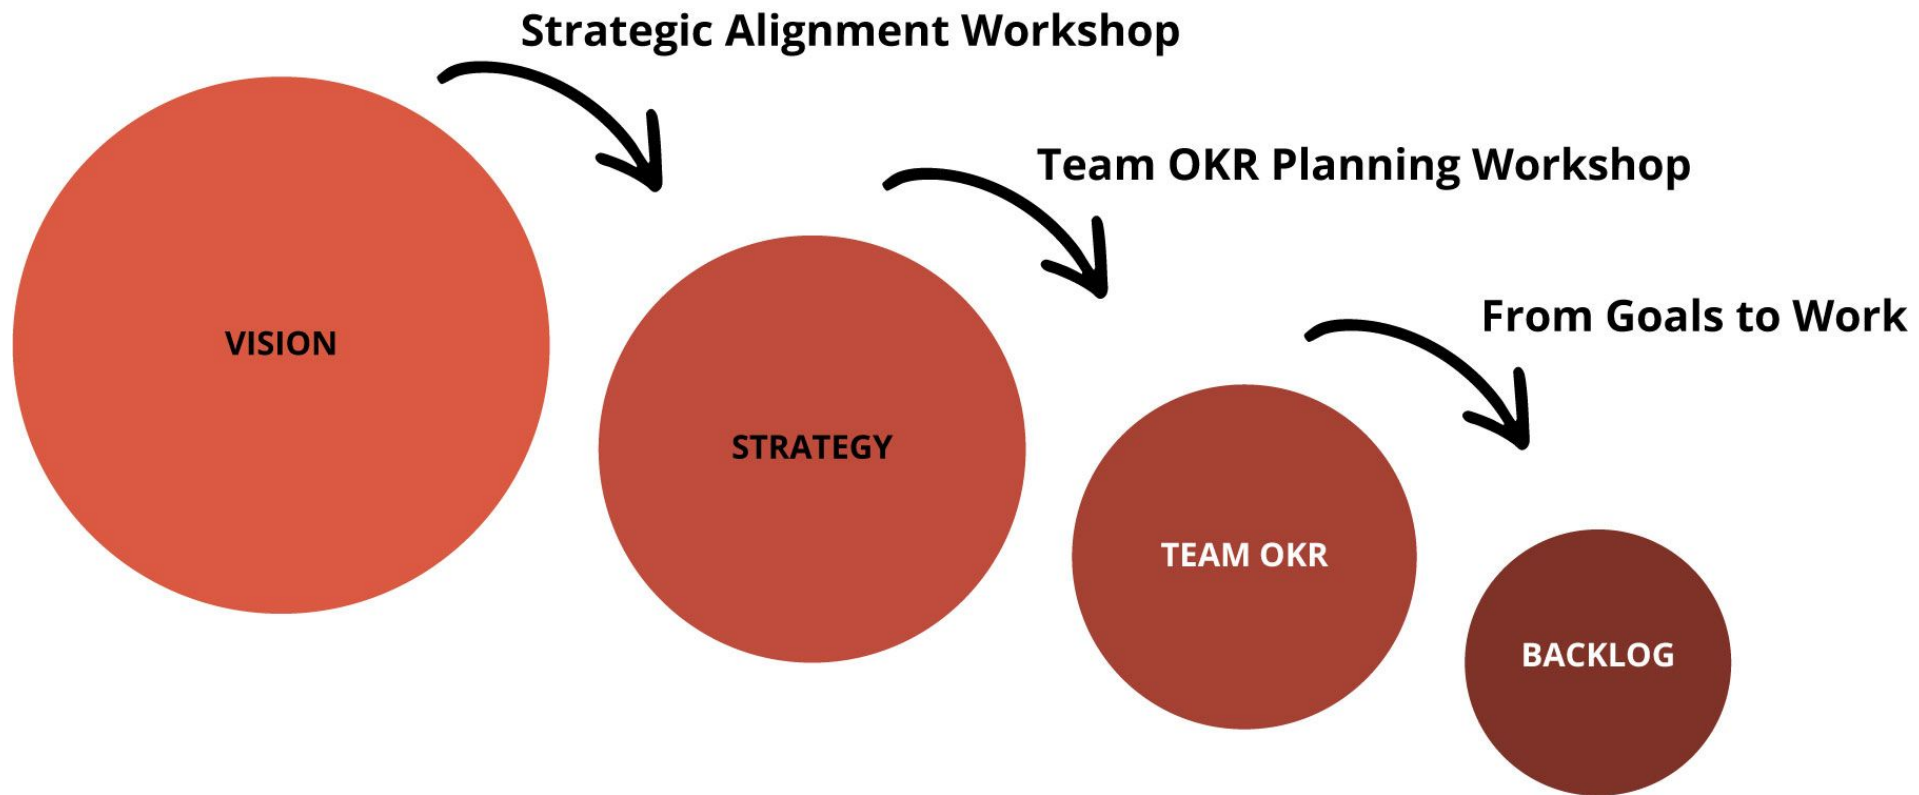 Strategic Alignment Workshop
Team OKR Planning Workshop
From Goals to Work
VISION
STRATEGY
TEAM OKR
BACKLOG